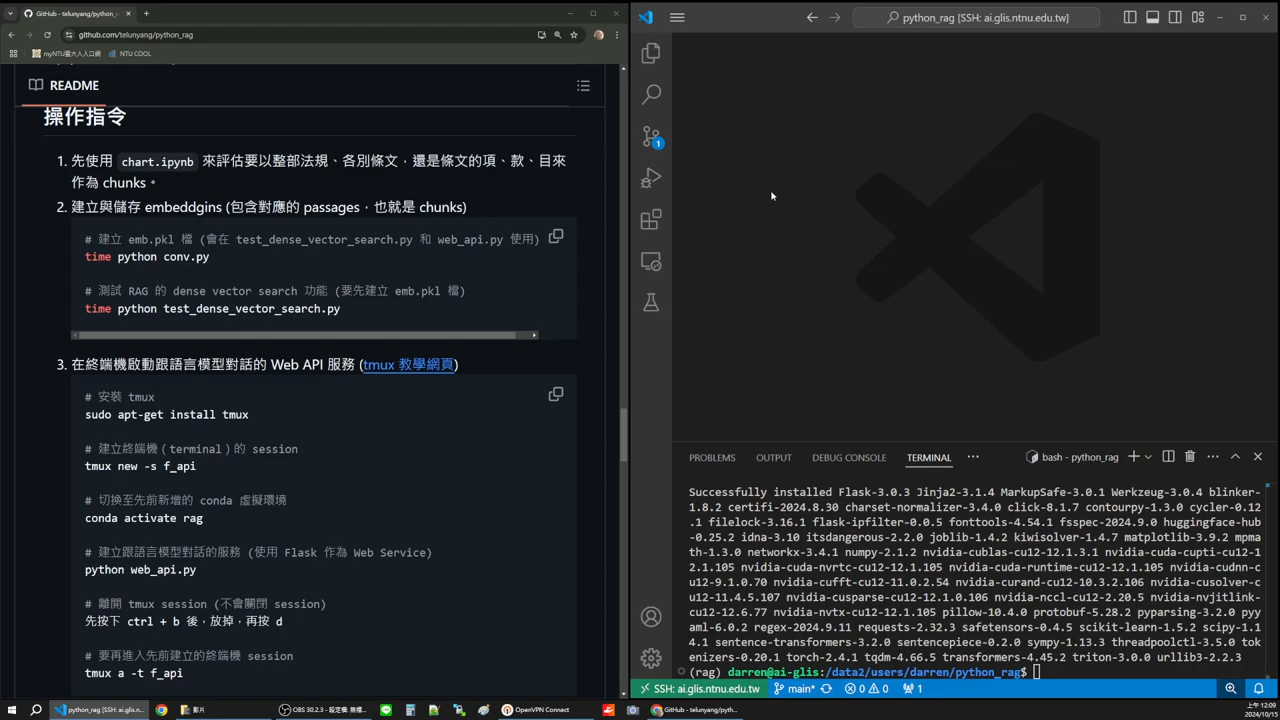 GitHub - telunyang/python_r
github.com/telunyang/python_rag
myNTU臺大人入口網
NTU COOL
README
操作指令
1. 先使用 chart.ipynb 來評估要以整部法規、各別條文，還是條文的項、款、目來
作為 chunks。
2. 建立與儲存 embeddgins (包含對應的 passages，也就是 chunks)
# 建立 emb.pkl 檔 (會在 test_dense_vector_search.py 和 web_api.py 使用)
time python conv.py
# 測試 RAG 的 dense vector search 功能 (要先建立 emb.pkl 檔)
time python test_dense_vector_search.py
3. 在終端機啟動跟語言模型對話的 Web API 服務 (tmux 教學網頁)
# 安裝 tmux
sudo apt-get install tmux
# 建立終端機 ( terminal ) 的 session
tmux new -s f_api
# 切換至先前新增的 conda 虛擬環境
conda activate rag
# 建立跟語言模型對話的服務 (使用 Flask 作為 Web Service)
python web_api.py
# 離開 tmux session (不會關閉 session)
先按下 ctrl + b 後，放掉，再按 d
# 要再進入先前建立的終端機 session
tmux a -t f_api
python_rag [SSH: ai.glis.ntnu.edu.tw]
1
PROBLEMS OUTPUT DEBUG CONSOLE TERMINAL ···
bash - python_rag
Successfully installed Flask-3.0.3 Jinja2-3.1.4 MarkupSafe-3.0.1 Werkzeug-3.0.4 blinker-
1.8.2 certifi-2024.8.30 charset-normalizer-3.4.0 click-8.1.7 contourpy-1.3.0 cycler-0.12
.1 filelock-3.16.1 flask-ipfilter-0.0.5 fonttools-4.54.1 fsspec-2024.9.0 huggingface-hub
-0.25.2 idna-3.10 itsdangerous-2.2.0 joblib-1.4.2 kiwisolver-1.4.7 matplotlib-3.9.2 mpma
th-1.3.0 networkx-3.4.1 numpy-2.1.2 nvidia-cublas-cu12-12.1.3.1 nvidia-cuda-cupti-cu12-1
2.1.105 nvidia-cuda-nvrtc-cu12-12.1.105 nvidia-cuda-runtime-cu12-12.1.105 nvidia-cudnn-c
u12-9.1.0.70 nvidia-cufft-cu12-11.0.2.54 nvidia-curand-cu12-10.3.2.106 nvidia-cusolver-c
u12-11.4.5.107 nvidia-cusparse-cu12-12.1.0.106 nvidia-nccl-cu12-2.20.5 nvidia-nvjitlink-
cu12-12.6.77 nvidia-nvtx-cu12-12.1.105 pillow-10.4.0 protobuf-5.28.2 pyparsing-3.2.0 pyy
aml-6.0.2 regex-2024.9.11 requests-2.32.3 safetensors-0.4.5 scikit-learn-1.5.2 scipy-1.1
4.1 sentence-transformers-3.2.0 sentencepiece-0.2.0 sympy-1.13.3 threadpoolctl-3.5.0 tok
enizers-0.20.1 torch-2.4.1 tqdm-4.66.5 transformers-4.45.2 triton-3.0.0 urllib3-2.2.3
(rag) darren@ai-glis:/data2/users/darren/python_rag$
SSH: ai.glis.ntnu.edu.tw main* 0 0 1
python_rag [SSH: ai.gl...
影片
OBS 30.2.3 - 設定檔: 無標...
OpenVPN Connect
GitHub - telunyang/py...
上午 12:09
2024/10/15